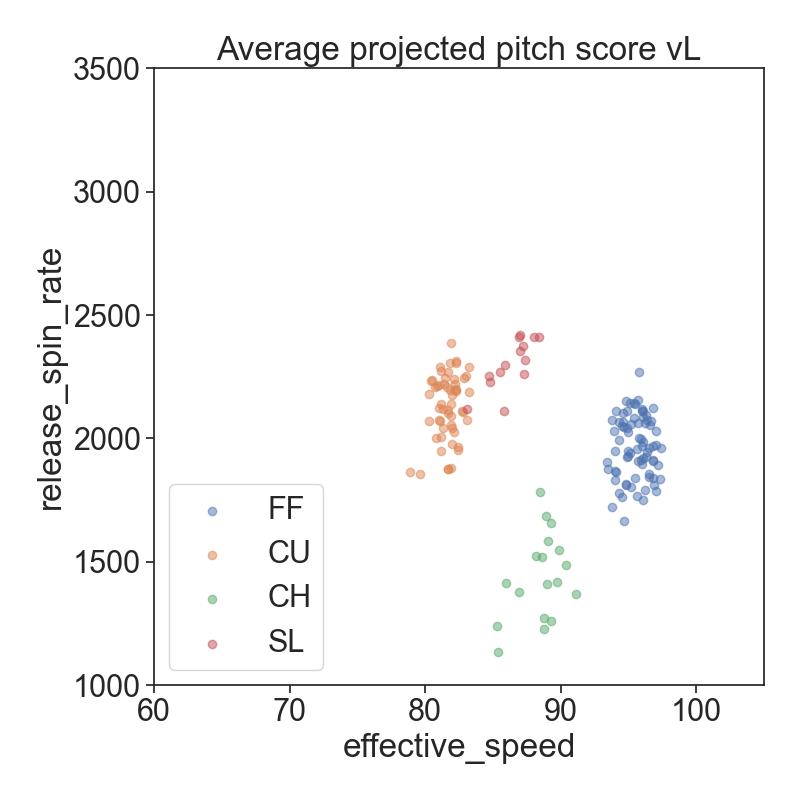 Average projected pitch score vL
3500
3000
2500
2000
1500
1000
release_spin_rate
FF
CU
CH
SL
60 70 80 90 100
effective_speed